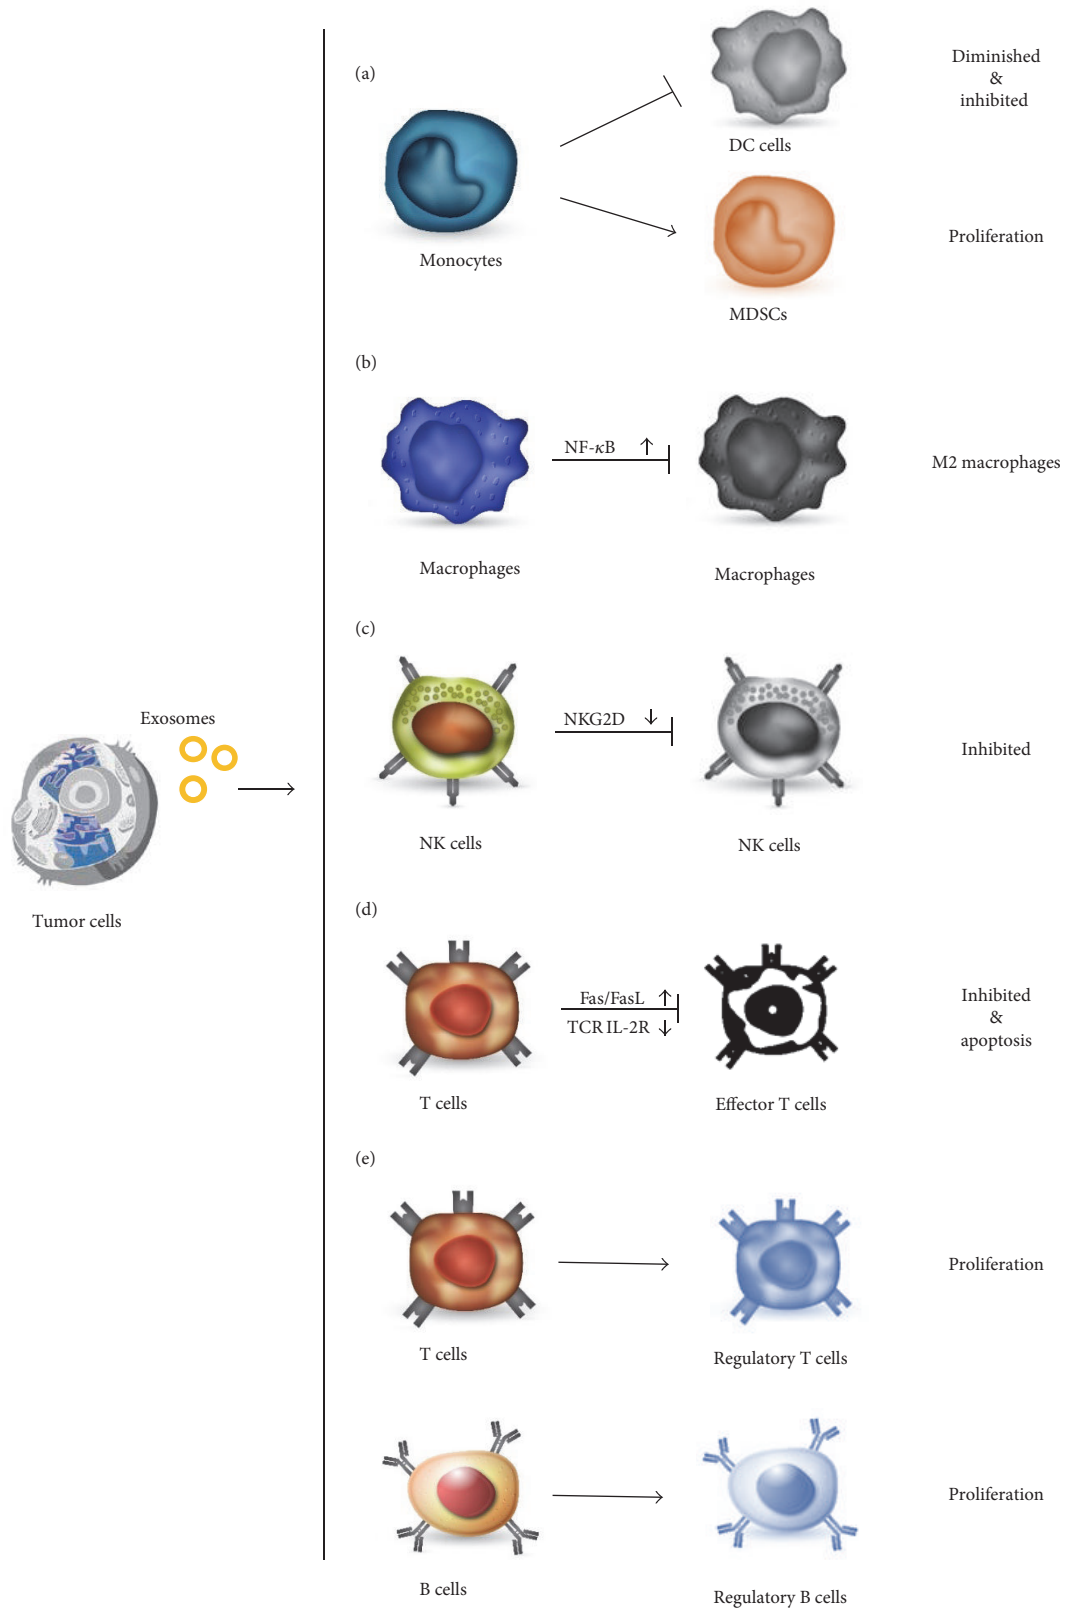 (a)
Diminished
&
inhibited
DC cells
Monocytes
Proliferation
MDSCs
(b)
NF-κB ↑
M2 macrophages
Macrophages
Macrophages
(c)
Exosomes
NKG2D ↓
Inhibited
NK cells
NK cells
Tumor cells
(d)
Fas/FasL ↑
TCR IL-2R ↓
Inhibited
&
apoptosis
T cells
Effector T cells
(e)
Proliferation
T cells
Regulatory T cells
Proliferation
B cells
Regulatory B cells